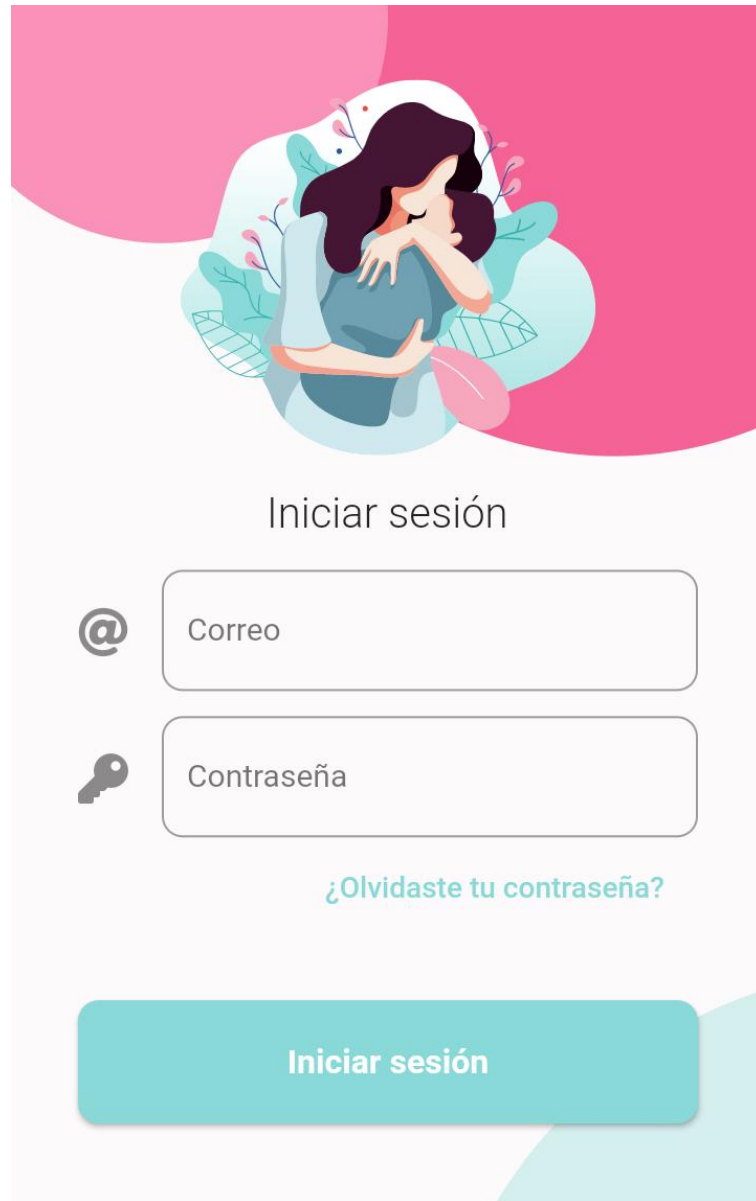 Iniciar sesión
Correo
Contraseña
¿Olvidaste tu contraseña?
Iniciar sesión